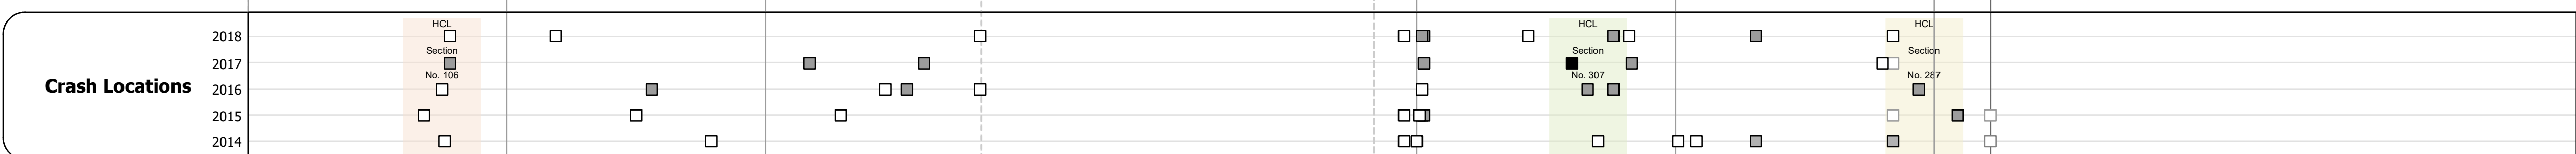 HCL HCL HCL
2018
Section Section Section
2017
No. 106 No. 307 No. 287
Crash Locations
2016
2015
2014